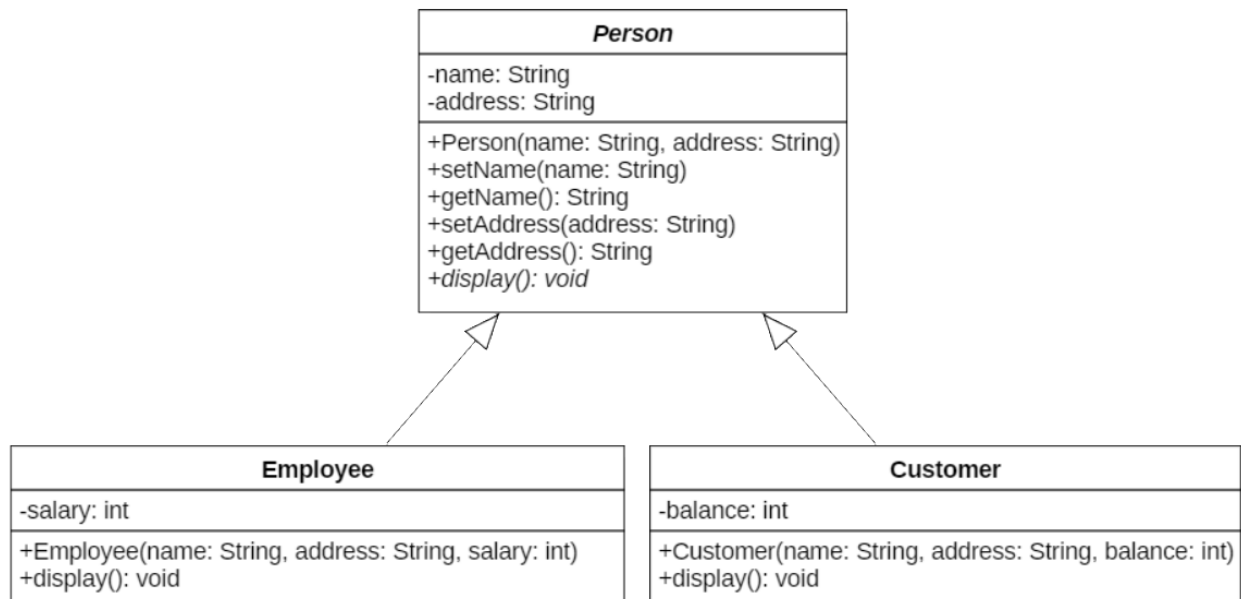 Person
-name: String
-address: String
+Person(name: String, address: String)
+setName(name: String)
+getName(): String
+setAddress(address: String)
+getAddress(): String
+display(): void
Employee
-salary: int
+Employee(name: String, address: String, salary: int)
+display(): void
Customer
-balance: int
+Customer(name: String, address: String, balance: int)
+display(): void